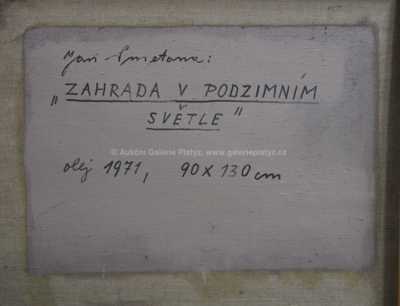 Jan Smetana:
„ZAHRADA V PODZIMNÍM
SVĚTLE"
© Aukční Galerie Platýz, www.galerieplatyz.cz
olej 1971, 90 X 130 cm